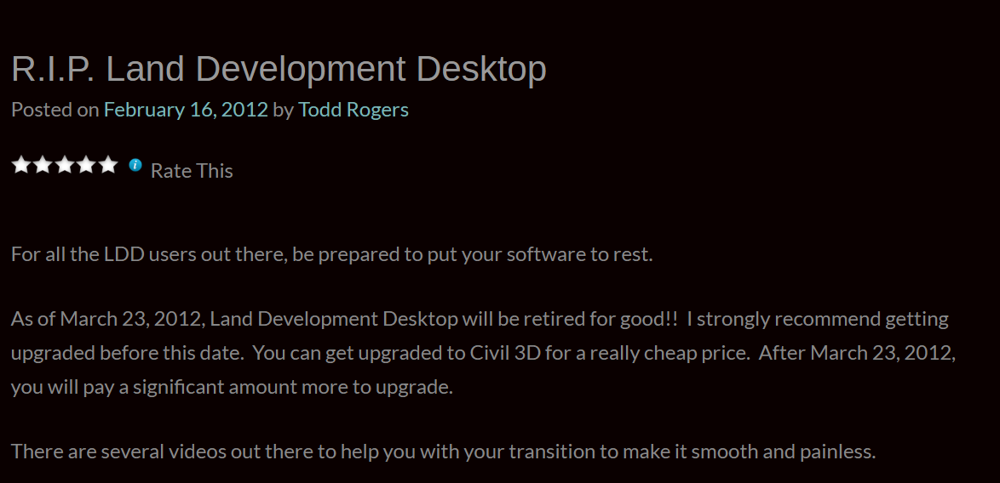 R.I.P. Land Development Desktop
Posted on February 16, 2012 by Todd Rogers
i Rate This
For all the LDD users out there, be prepared to put your software to rest.
As of March 23, 2012, Land Development Desktop will be retired for good!!  I strongly recommend getting
upgraded before this date.  You can get upgraded to Civil 3D for a really cheap price.  After March 23, 2012,
you will pay a significant amount more to upgrade.
There are several videos out there to help you with your transition to make it smooth and painless.